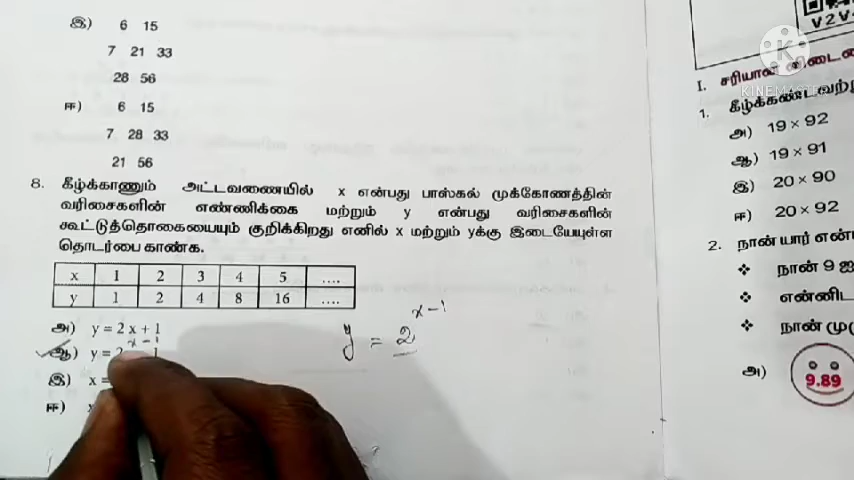 இ) 6 15
7 21 33
28 56
ஈ) 6 15
7 28 33
21 56
8. கீழ்க்காணும் அட்டவணையில் x என்பது பாஸ்கல் முக்கோணத்தின்
வரிசைகளின் எண்ணிக்கை மற்றும் y என்பது வரிசைகளின்
கூட்டுத்தொகையையும் குறிக்கிறது எனில் x மற்றும் yக்கு இடையேயுள்ள
தொடர்பை காண்க.
x 1 2 3 4 5 ....
y 1 2 4 8 16 ....
அ) y = 2 x + 1
ஆ) y = 2 x - 1
இ) x =
ஈ)
y = 2 x-1
V2V
KINEMASTER
I. சரியான
1. கீழ்க்கண்டவற்
அ) 19 × 92
ஆ) 19 × 91
இ) 20 × 90
ஈ) 20 × 92
2. நான் யார் என்
❖ நான் 9 ஐ
❖ என்னிட
❖ நான் முழு
அ) 9.89